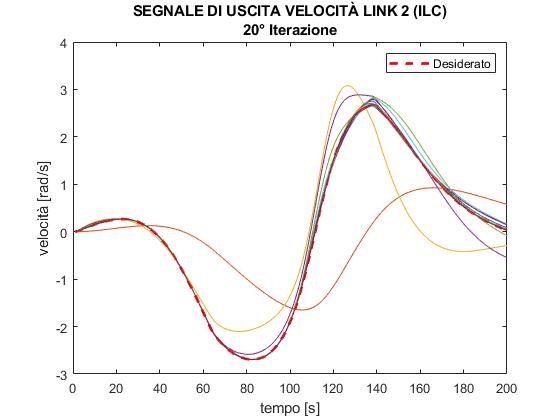 SEGNALE DI USCITA VELOCITÀ LINK 2 (ILC)
20° Iterazione
4
3
2
1
0
-1
-2
-3
velocità [rad/s]
Desiderato
0 20 40 60 80 100 120 140 160 180 200
tempo [s]